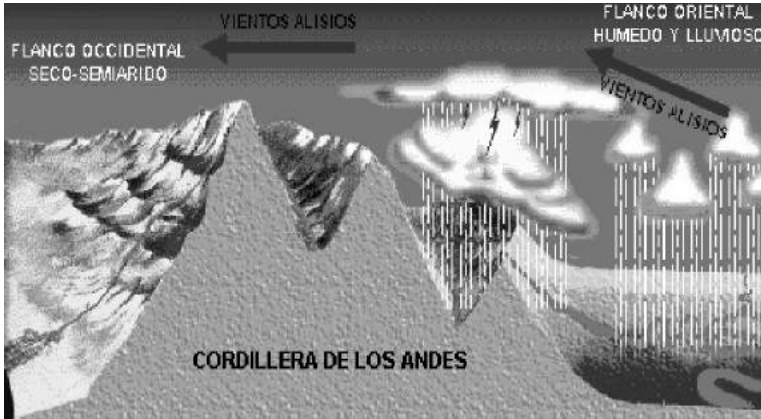 VIENTOS ALISIOS
FLANCO OCCIDENTAL
SECO-SEMIARIDO
FLANCO ORIENTAL
HUMEDO Y LLUVIOSO
VIENTOS ALISIOS
CORDILLERA DE LOS ANDES